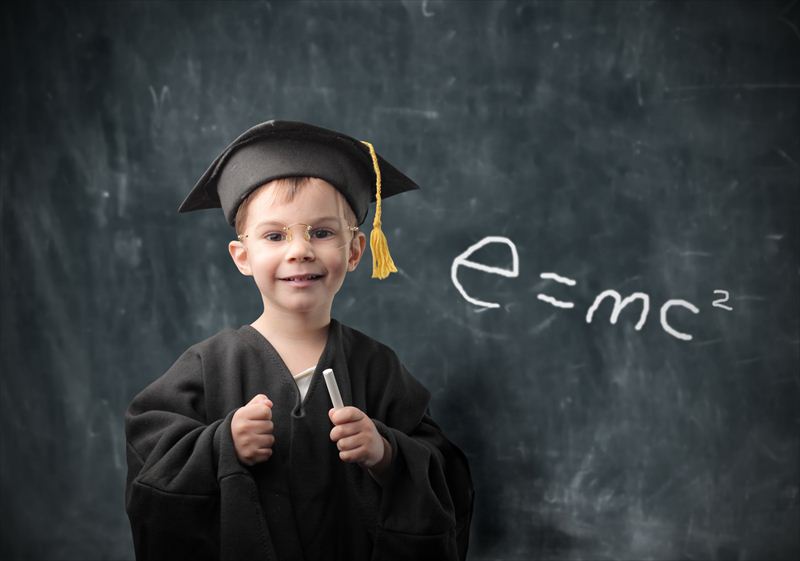 e = mc²